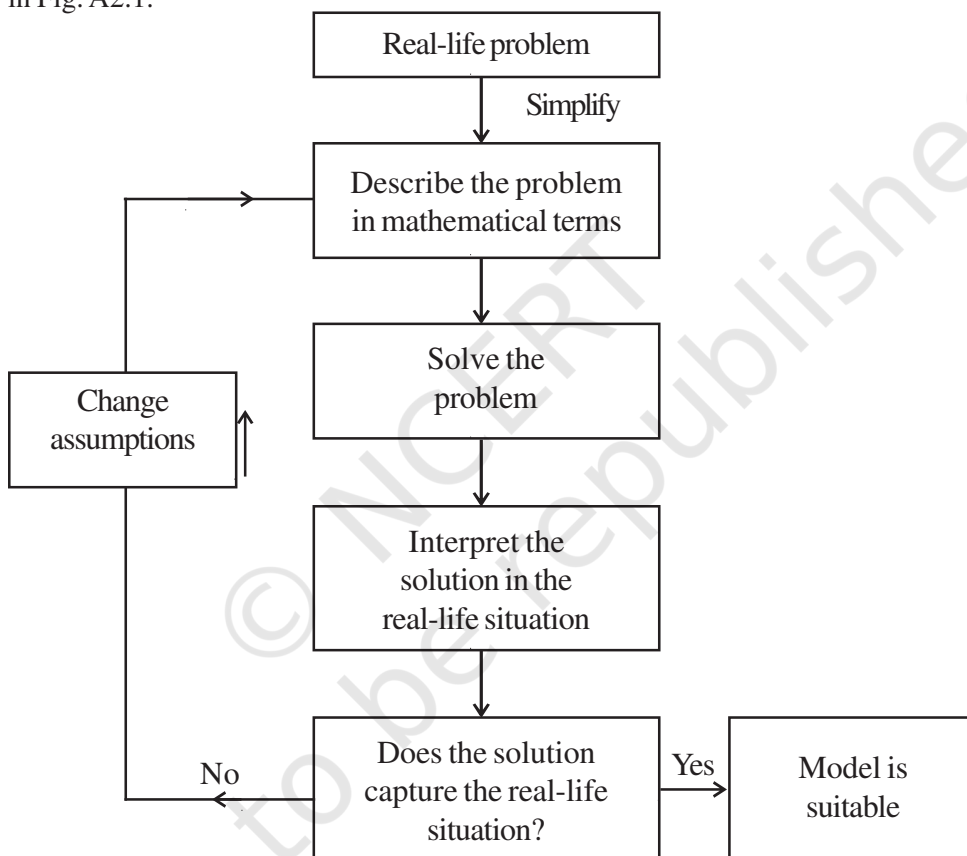 in Fig. A2.1.
Real-life problem
Simplify
Describe the problem
in mathematical terms
Solve the
problem
Change
assumptions
Interpret the
solution in the
real-life situation
Does the solution
capture the real-life
situation?
No
Yes
Model is
suitable
© NCERT
to be republishe